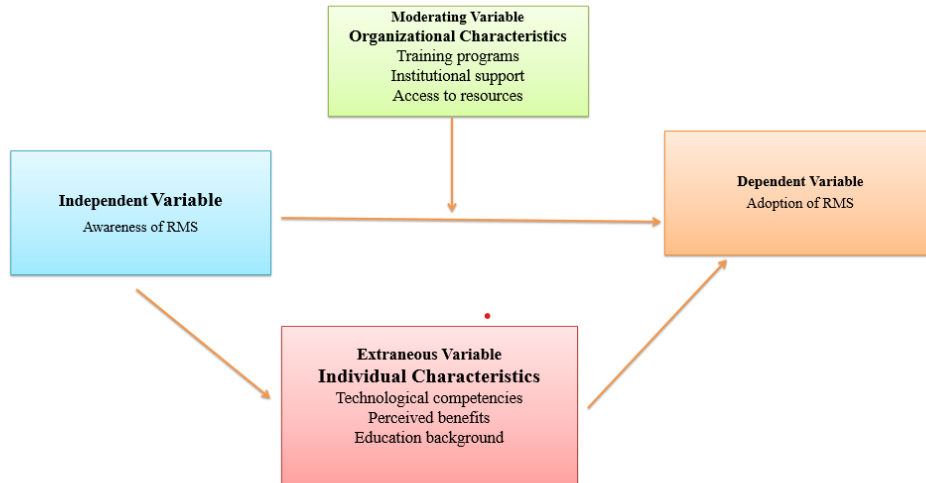 Moderating Variable
Organizational Characteristics
Training programs
Institutional support
Access to resources
Independent Variable
Awareness of RMS
Dependent Variable
Adoption of RMS
Extraneous Variable
Individual Characteristics
Technological competencies
Perceived benefits
Education background